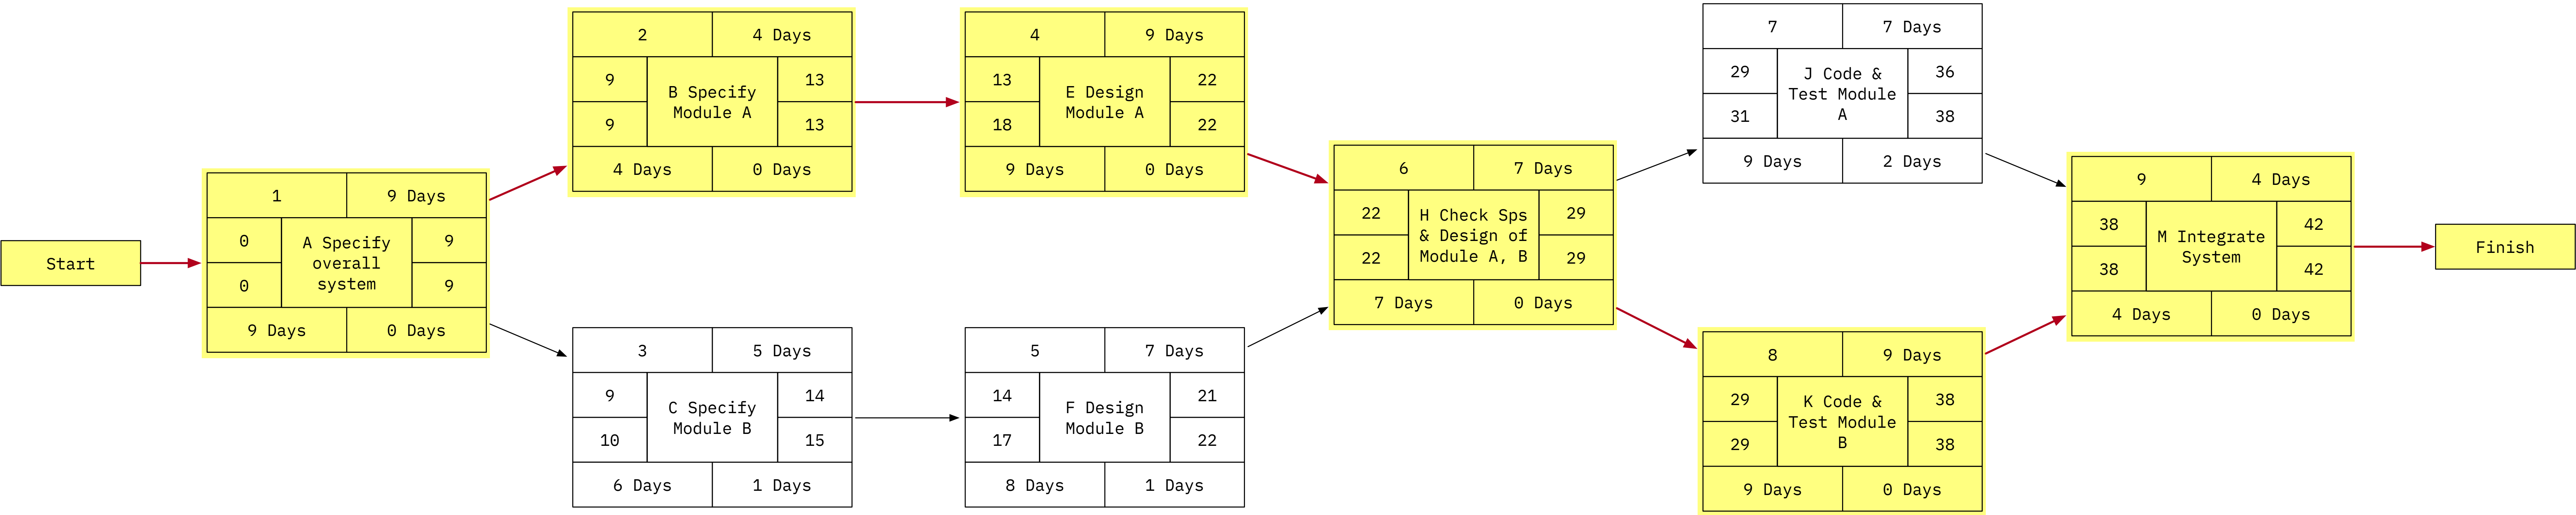 Start
1
9 Days
0
0
A Specify
overall
system
9
9
9 Days
0 Days
2
4 Days
9
9
B Specify
Module A
13
13
4 Days
0 Days
3
5 Days
9
10
C Specify
Module B
14
15
6 Days
1 Days
4
9 Days
13
18
E Design
Module A
22
22
9 Days
0 Days
5
7 Days
14
17
F Design
Module B
21
22
8 Days
1 Days
6
7 Days
22
22
H Check Sps
& Design of
Module A, B
29
29
7 Days
0 Days
7
7 Days
29
31
J Code &
Test Module
A
36
38
9 Days
2 Days
8
9 Days
29
29
K Code &
Test Module
B
38
38
9 Days
0 Days
9
4 Days
38
38
M Integrate
System
42
42
4 Days
0 Days
Finish